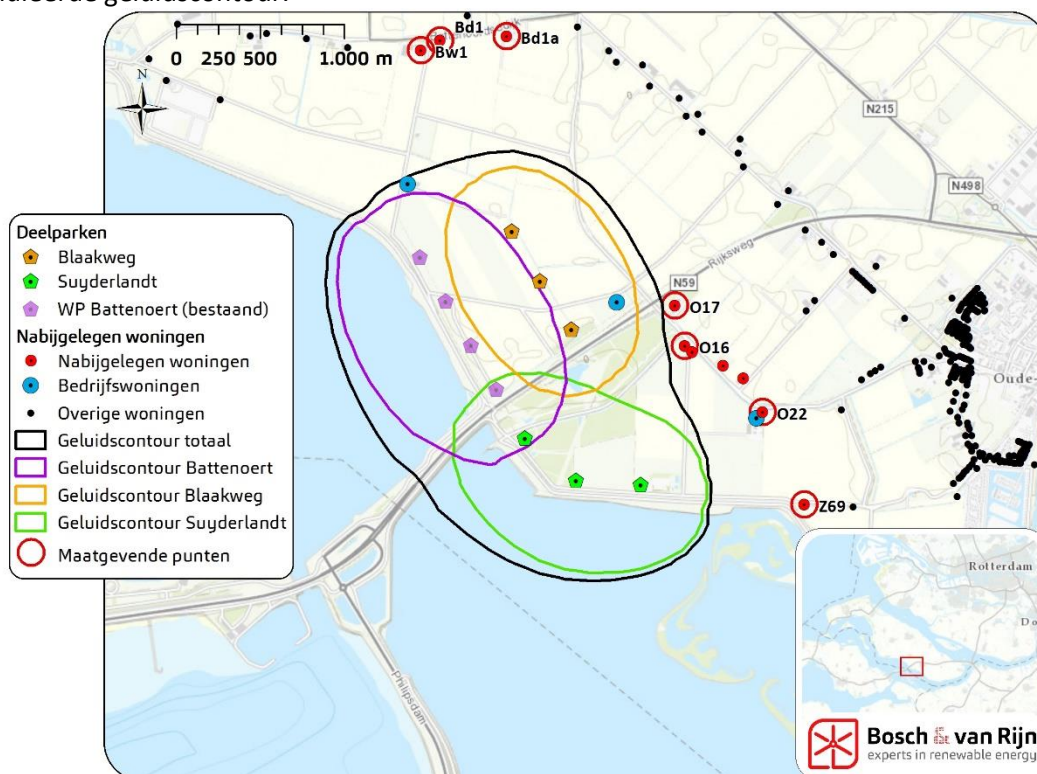 geluidscontour.
Bd1
Bd1a
Bw1
0 250 500 1.000 m
N
N215
N498
Rijksweg
N59
O17
O16
Oude-
O22
Z69
Philipsdam
Deelparken
Blaakweg
Suyderlandt
WP Battenoert (bestaand)
Nabijgelegen woningen
Nabijgelegen woningen
Bedrijfswoningen
Overige woningen
Geluidscontour totaal
Geluidscontour Battenoert
Geluidscontour Blaakweg
Geluidscontour Suyderlandt
Maatgevende punten
Rotterdam
Do
Bosch & van Rijn
experts in renewable energy